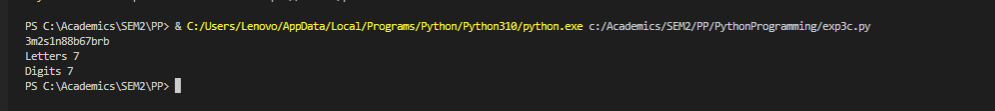 PS C:\Academics\SEM2\PP> & C:/Users/Lenovo/AppData/Local/Programs/Python/Python310/python.exe c:/Academics/SEM2/PP/PythonProgramming/exp3c.py
3m2s1n88b67brb
Letters 7
Digits 7
PS C:\Academics\SEM2\PP>